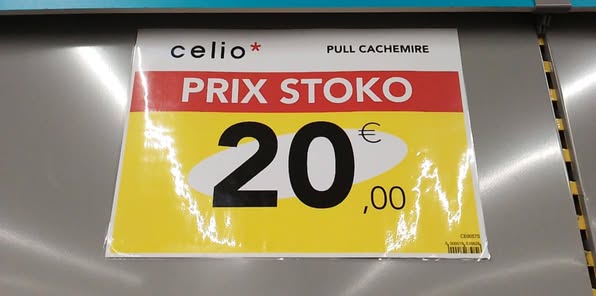 celio* PULL CACHEMIRE
PRIX STOKO
20€,00